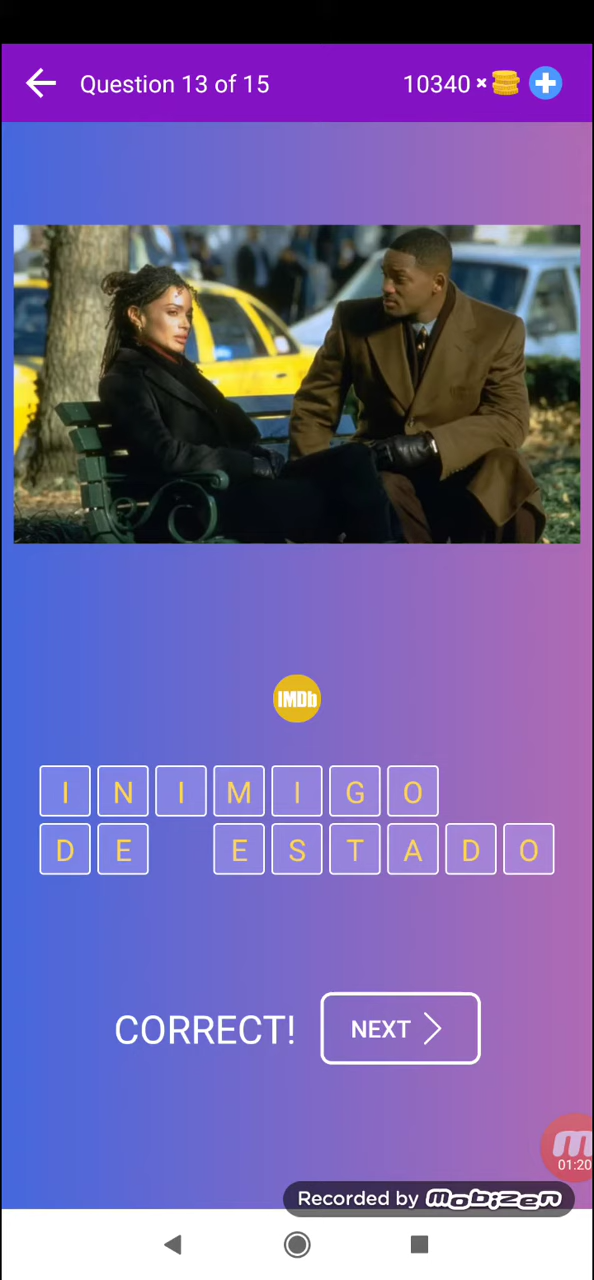 Question 13 of 15
10340 ×
IMDb
INIMIGO
DE ESTADO
CORRECT!
NEXT
01:20
Recorded by mobizen